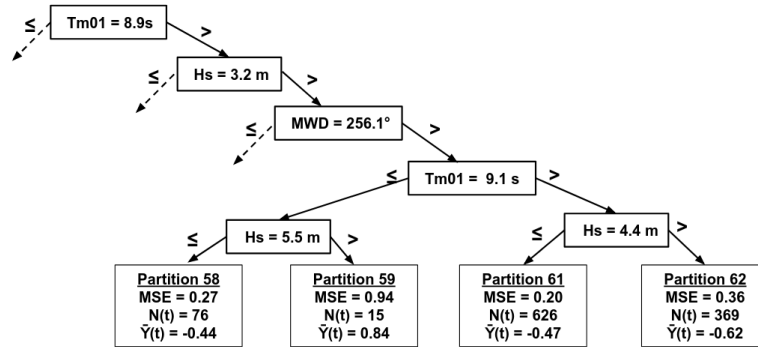 ≤ Tm01 = 8.9s >
≤ Hs = 3.2 m >
≤ MWD = 256.1° >
≤ Tm01 =  9.1 s >
≤ Hs = 5.5 m >
≤ Hs = 4.4 m >
Partition 58
MSE = 0.27
N(t) = 76
Ȳ(t) = -0.44
Partition 59
MSE = 0.94
N(t) = 15
Ȳ(t) = 0.84
Partition 61
MSE = 0.20
N(t) = 626
Ȳ(t) = -0.47
Partition 62
MSE = 0.36
N(t) = 369
Ȳ(t) = -0.62